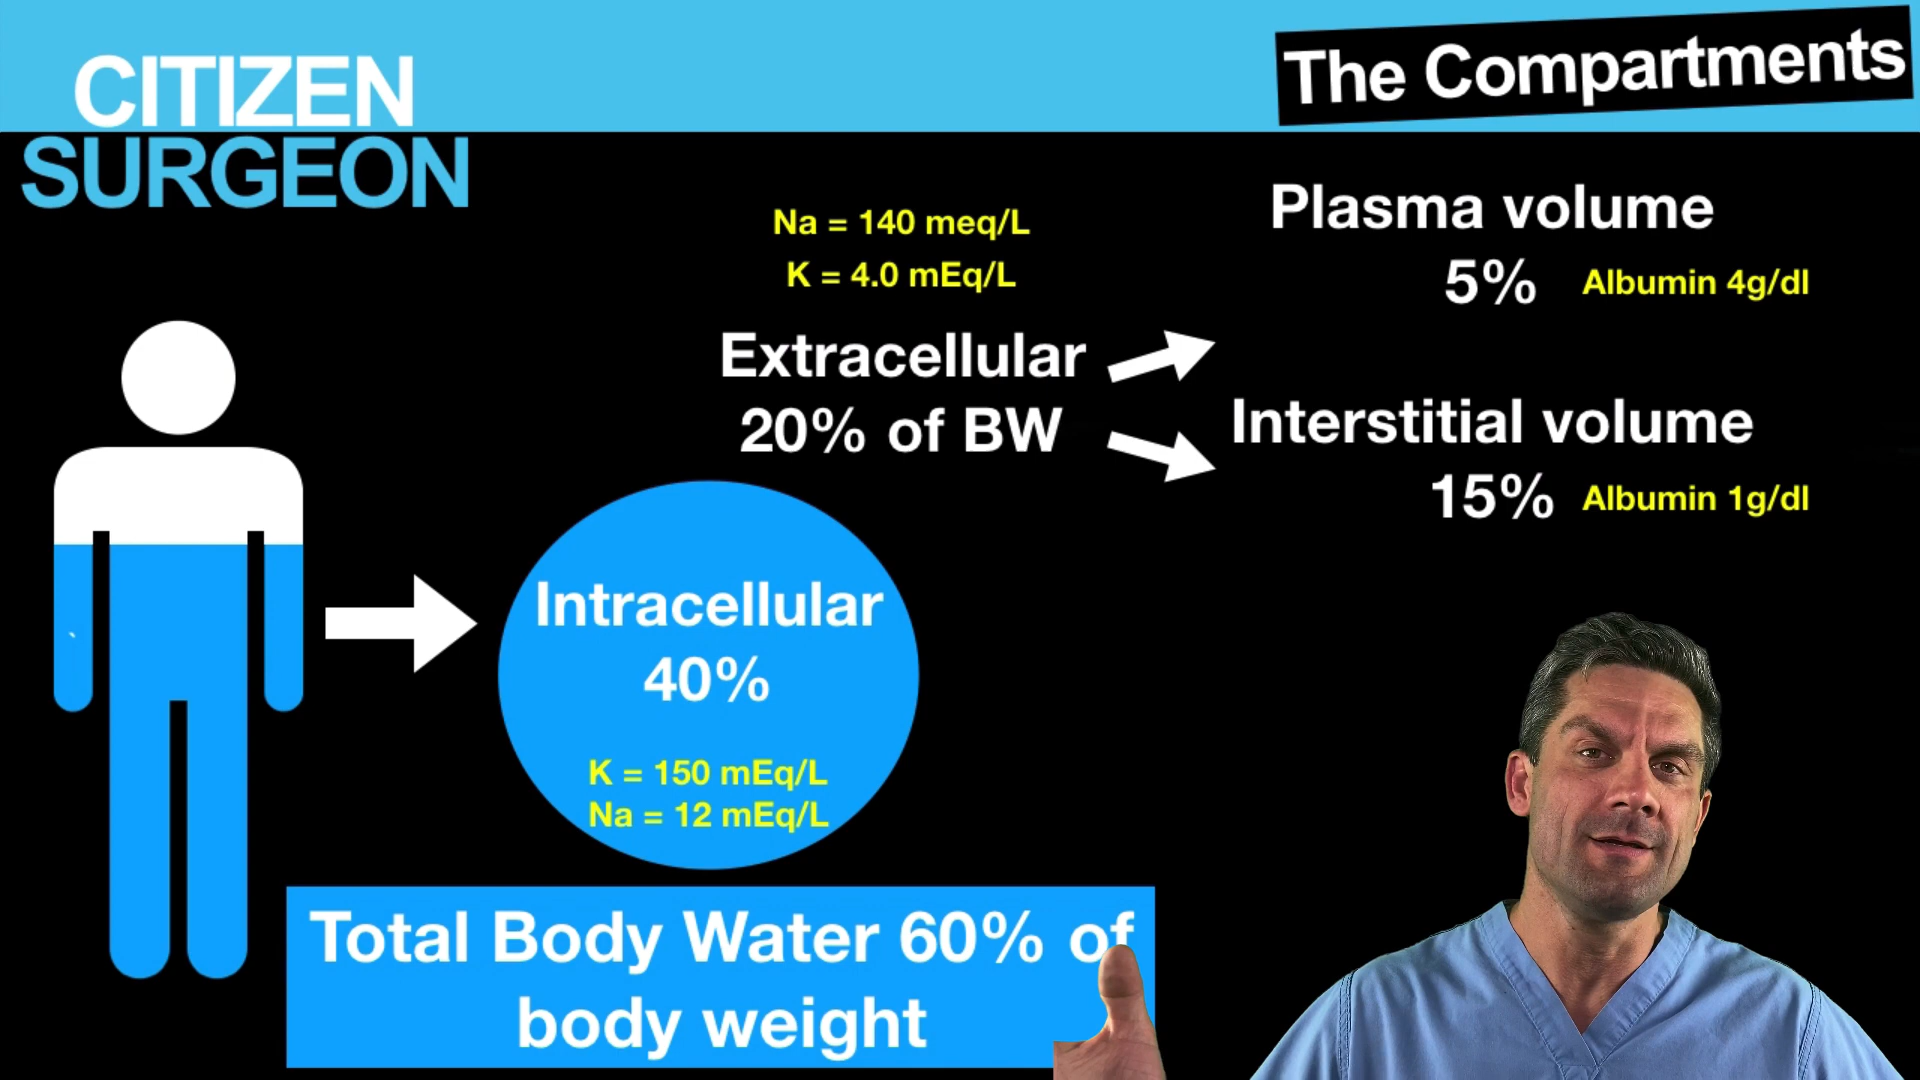 CITIZEN
SURGEON
The Compartments
Na = 140 meq/L
K = 4.0 mEq/L
Extracellular
20% of BW
Plasma volume
5% Albumin 4g/dl
Interstitial volume
15% Albumin 1g/dl
Intracellular
40%
K = 150 mEq/L
Na = 12 mEq/L
Total Body Water 60% of
body weight